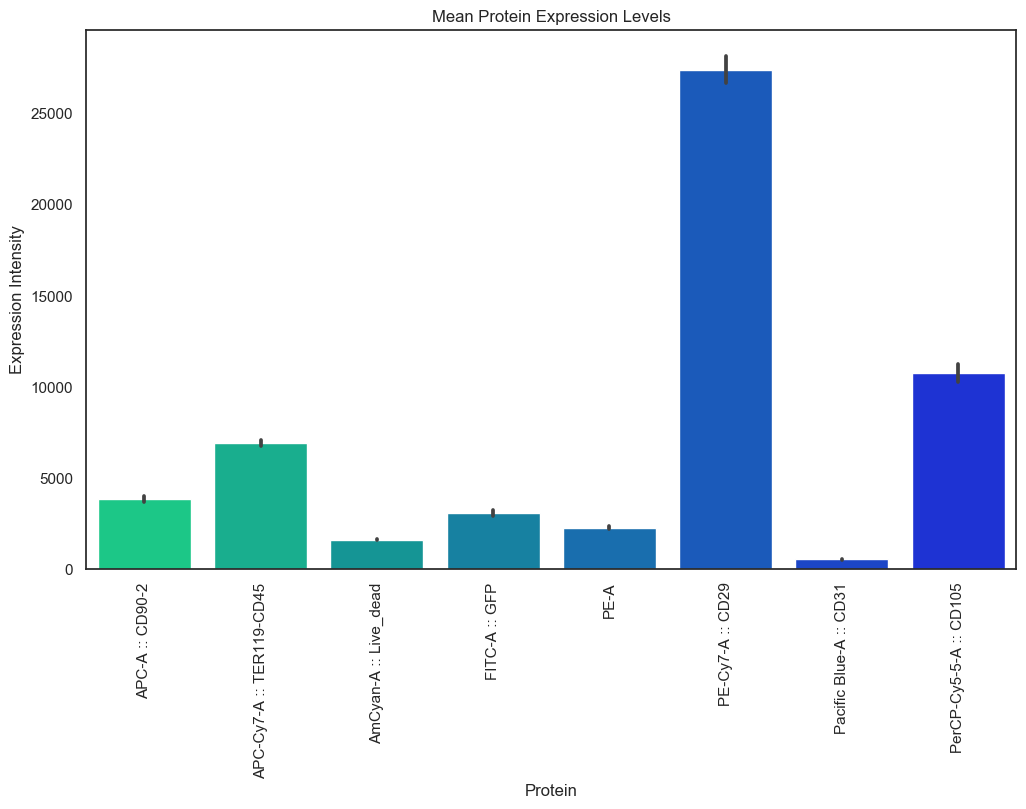 Mean Protein Expression Levels
Expression Intensity
25000
20000
15000
10000
5000
0
APC-A :: CD90-2
APC-Cy7-A :: TER119-CD45
AmCyan-A :: Live_dead
FITC-A :: GFP
PE-A
PE-Cy7-A :: CD29
Pacific Blue-A :: CD31
PerCP-Cy5-5-A :: CD105
Protein